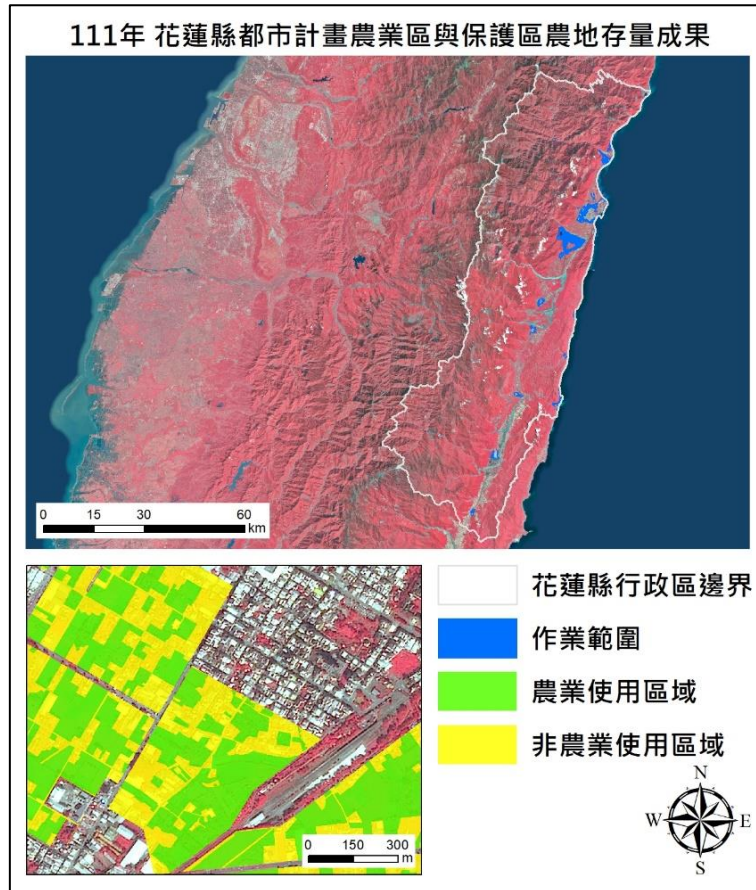 111年 花蓮縣都市計畫農業區與保護區農地存量成果
0 15 30 60
km
花蓮縣行政區邊界
作業範圍
農業使用區域
非農業使用區域
0 150 300
m
N
W E
S